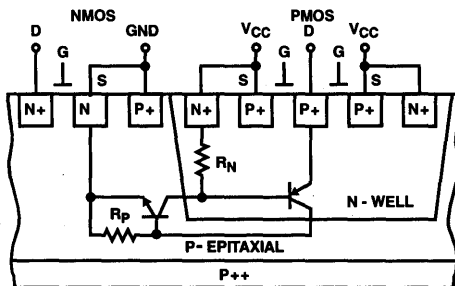 NMOS PMOS
D G GND VCC G D G VCC
S S S
N+ N P+ N+ P+ P+ P+ N+
RN
N - WELL
RP
P- EPITAXIAL
P++